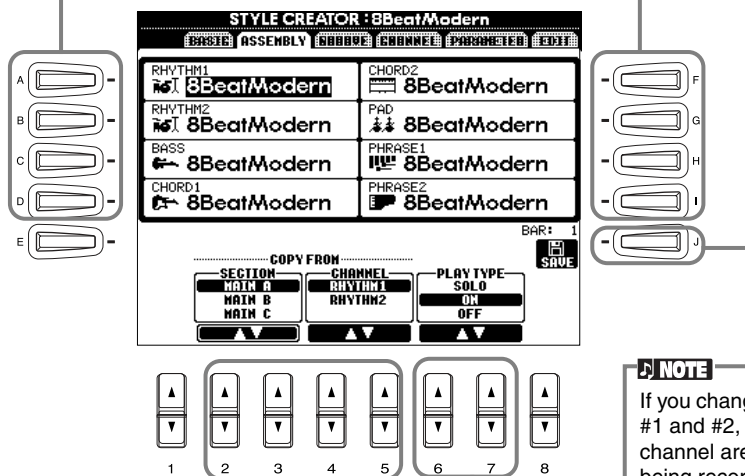 STYLE CREATOR : 8BeatModern
BASIC ASSEMBLY GROOVE CHANNEL PARAMETER EDIT
A
B
C
D
E
RHYTHM1
8BeatModern
RHYTHM2
8BeatModern
BASS
8BeatModern
CHORD1
8BeatModern
CHORD2
8BeatModern
PAD
8BeatModern
PHRASE1
8BeatModern
PHRASE2
8BeatModern
F
G
H
I
J
BAR: 1
SAVE
COPY FROM
SECTION
MAIN A
MAIN B
MAIN C
CHANNEL
RHYTHM1
RHYTHM2
PLAY TYPE
SOLO
ON
OFF
1 2 3 4 5 6 7 8
NOTE
If you chang
#1 and #2,
channel are
being recor